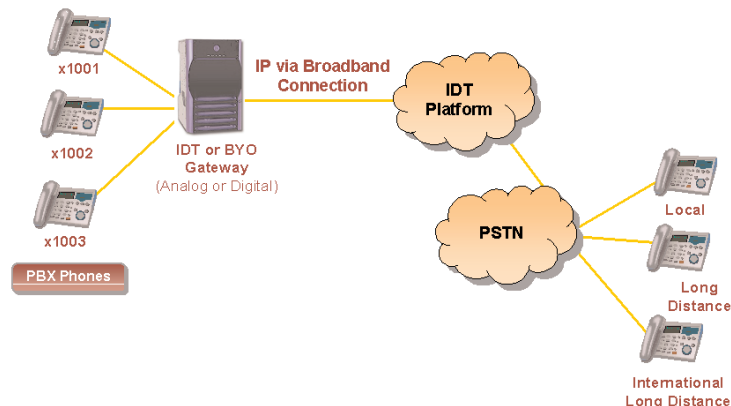 x1001
x1002
x1003
PBX Phones
IDT or BYO
Gateway
(Analog or Digital)
IP via Broadband
Connection
IDT
Platform
PSTN
Local
Long
Distance
International
Long Distance